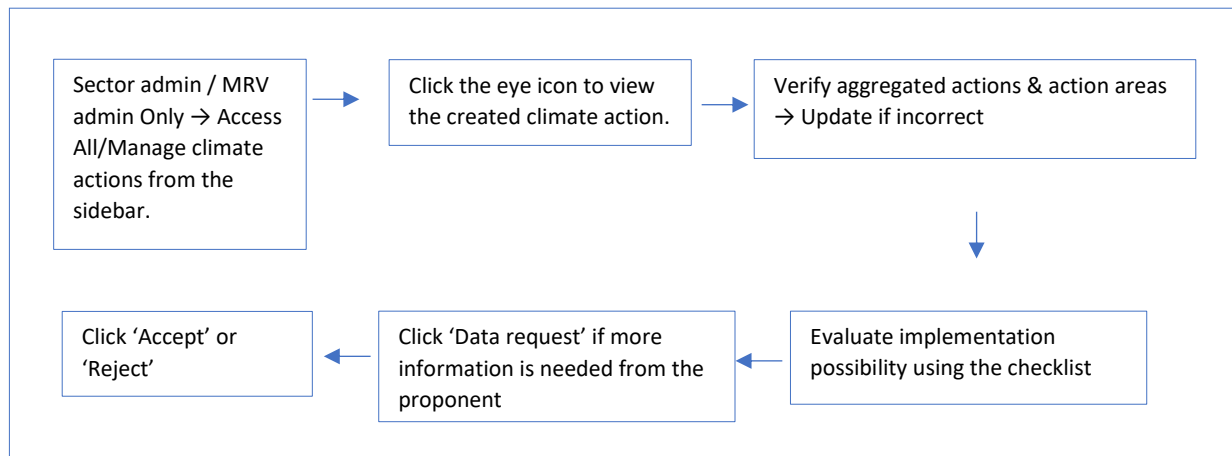 Sector admin / MRV
admin Only → Access
All/Manage climate
actions from the
sidebar.
Click the eye icon to view
the created climate action.
Verify aggregated actions & action areas
→ Update if incorrect
Evaluate implementation
possibility using the checklist
Click ‘Data request’ if more
information is needed from the
proponent
Click ‘Accept’ or
‘Reject’